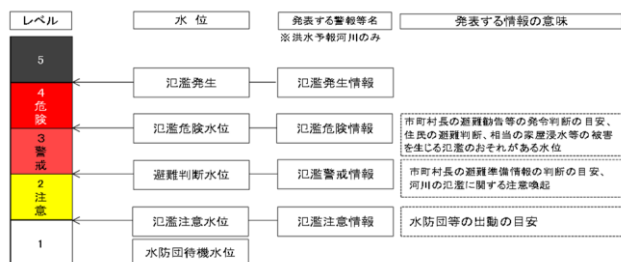 レベル 水 位 発表する警報等名 発表する情報の意味
※洪水予報河川のみ
5
氾濫発生 氾濫発生情報
4
危険
氾濫危険水位 氾濫危険情報
市町村長の避難勧告等の発令判断の目安、
住民の避難判断、相当の家屋浸水等の被害
を生じる氾濫のおそれがある水位
3
警戒
避難判断水位 氾濫警戒情報
市町村長の避難準備情報の判断の目安、
河川の氾濫に関する注意喚起
2
注意
氾濫注意水位 氾濫注意情報 水防団等の出動の目安
1
水防団待機水位